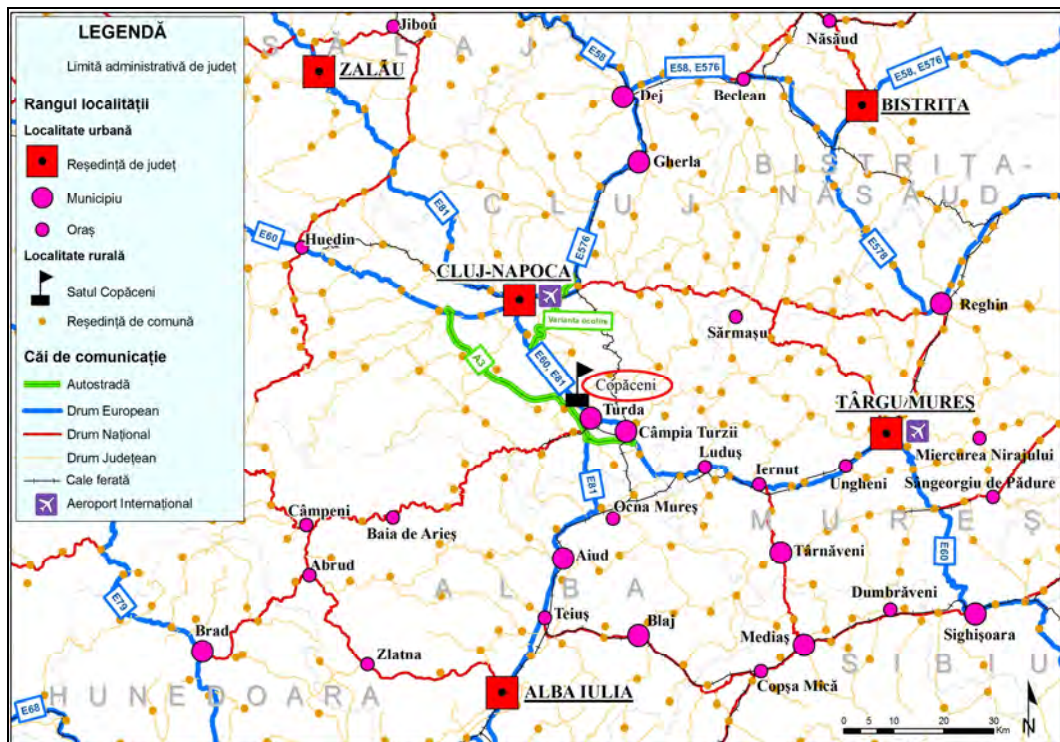 LEGENDĂ
Limită administrativă de județ
Rangul localității
Localitate urbană
Reședință de județ
Municipiu
Oraș
Localitate rurală
Satul Copăceni
Reședință de comună
Căi de comunicație
Autostradă
Drum European
Drum Național
Drum Județean
Cale ferată
Aeroport Internațional
Jibou
SĂLAJ
ZALĂU
E58
E58, E576
Năsăud
E58, E576
Dej
Beclean
BISTRIȚA
Gherla
BISTRIȚA-
NĂSAUD
E81
CLUJ
E60
Huedin
E576
E578
CLUJ-NAPOCA
Reghin
Varianta ocolire
Sărmașu
A3
E60, E81
Copăceni
TÂRGU MUREȘ
Turda
Câmpia Turzii
Luduș
Miercurea Nirajului
Iernut
Ungheni
Sângeorgiu de Pădure
E81
Ocna Mureș
MUREȘ
Câmpeni
Baia de Arieș
Aiud
Târnăveni
E60
Abrud
ALBA
Dumbrăveni
E79
Teiuș
Blaj
Brad
Mediaș
Sighișoara
Zlatna
SIBIU
Copșa Mică
HUNEDOARA
ALBA IULIA
E68
N
0 5 10 20 30
Km